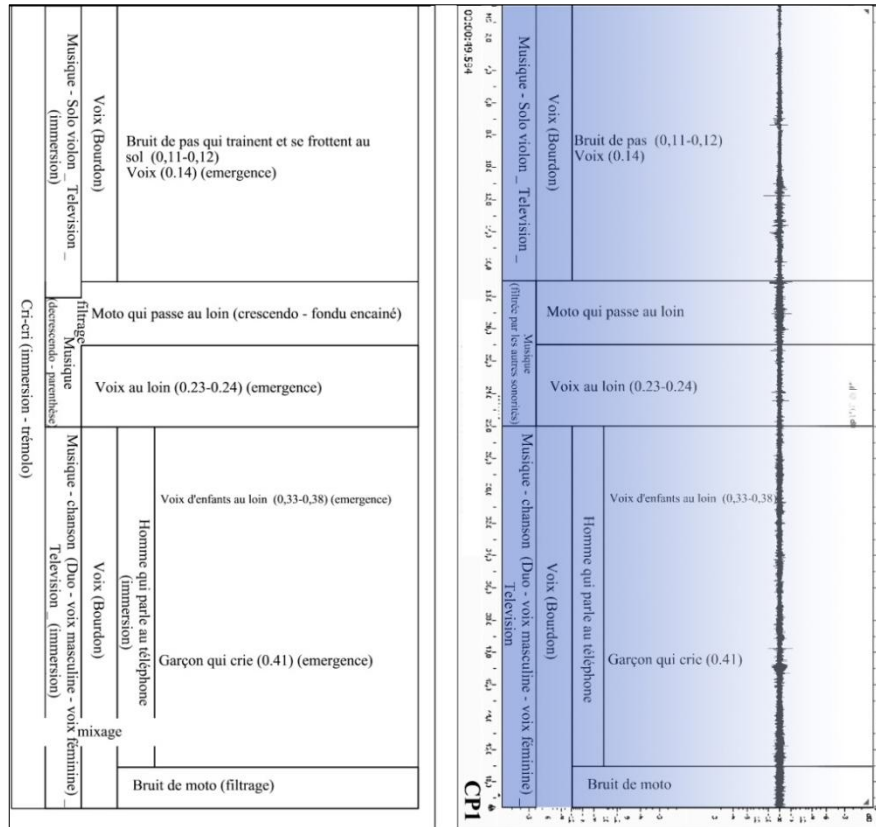 Cri-cri (immersion - trémolo)
Musique - Solo violon _ Television _
(immersion)
Voix (Bourdon)
Bruit de pas qui trainent et se frottent au
sol (0,11-0,12)
Voix (0.14) (emergence)
filtrage
Musique
(decrescendo - parenthèse)
Moto qui passe au loin (crescendo - fondu encainé)
Voix au loin (0.23-0.24) (emergence)
Musique - chanson (Duo - voix masculine - voix féminine) _
Television _ (immersion)
Voix (Bourdon)
Homme qui parle au téléphone
(immersion)
Voix d'enfants au loin (0,33-0,38) (emergence)
Garçon qui crie (0.41) (emergence)
mixage
Bruit de moto (filtrage)
00:00:49.594
Musique - Solo violon _ Television _
Voix (Bourdon)
Bruit de pas (0,11-0,12)
Voix (0.14)
Musique
(filtrée par les autres sonorités)
Moto qui passe au loin
Voix au loin (0.23-0.24)
Musique - chanson (Duo - voix masculine - voix féminine) _
Television
Voix (Bourdon)
Homme qui parle au téléphone
Voix d'enfants au loin (0,33-0,38)
Garçon qui crie (0.41)
Bruit de moto
CP1